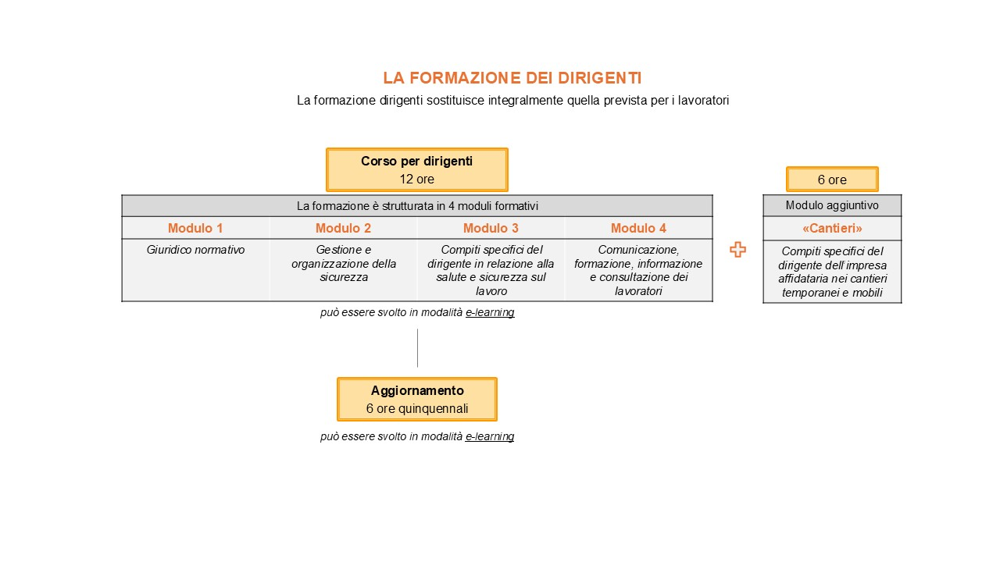 LA FORMAZIONE DEI DIRIGENTI
La formazione dirigenti sostituisce integralmente quella prevista per i lavoratori
Corso per dirigenti
12 ore
La formazione è strutturata in 4 moduli formativi
Modulo 1
Giuridico normativo
Modulo 2
Gestione e
organizzazione della
sicurezza
Modulo 3
Compiti specifici del
dirigente in relazione alla
salute e sicurezza sul
lavoro
Modulo 4
Comunicazione,
formazione, informazione
e consultazione dei
lavoratori
può essere svolto in modalità e-learning
6 ore
Modulo aggiuntivo
«Cantieri»
Compiti specifici del
dirigente dell'impresa
affidataria nei cantieri
temporanei e mobili
Aggiornamento
6 ore quinquennali
può essere svolto in modalità e-learning